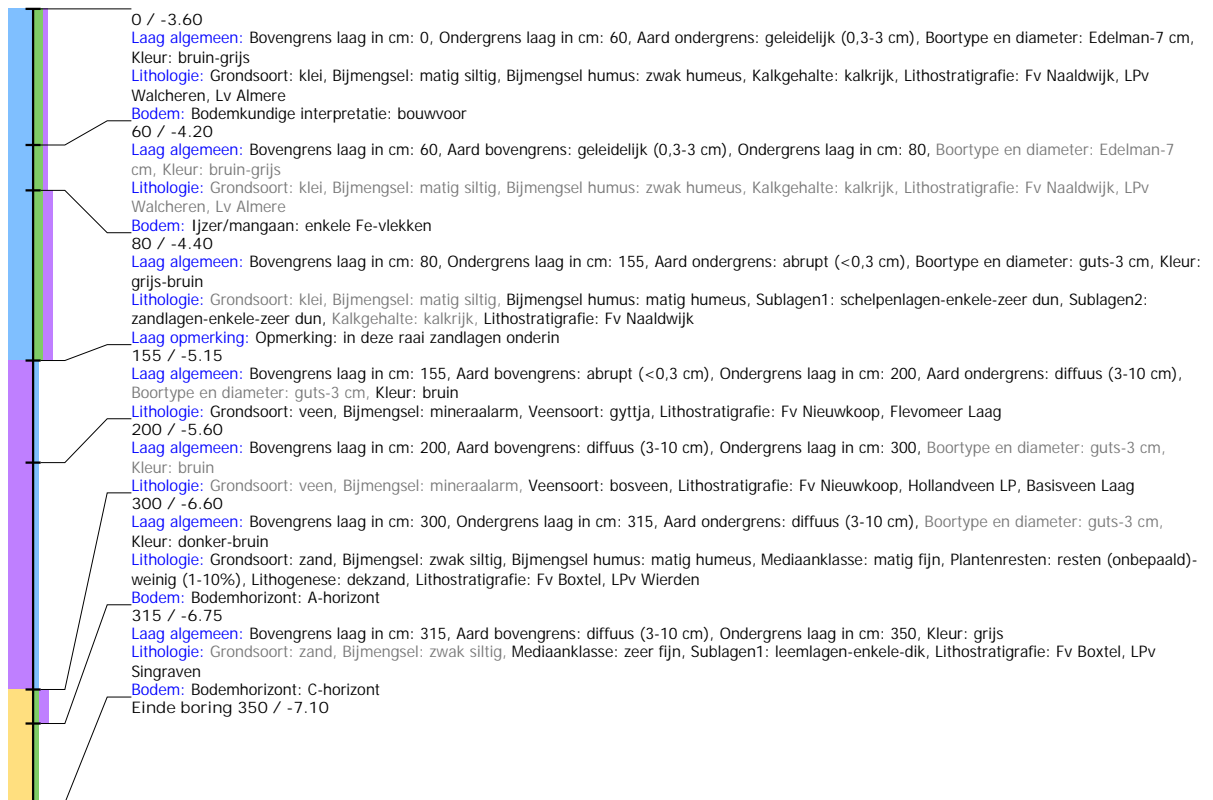 0 / -3.60
Laag algemeen: Bovengrens laag in cm: 0, Ondergrens laag in cm: 60, Aard ondergrens: geleidelijk (0,3-3 cm), Boortype en diameter: Edelman-7 cm,
Kleur: bruin-grijs
Lithologie: Grondsoort: klei, Bijmengsel: matig siltig, Bijmengsel humus: zwak humeus, Kalkgehalte: kalkrijk, Lithostratigrafie: Fv Naaldwijk, LPv
Walcheren, Lv Almere
Bodem: Bodemkundige interpretatie: bouwvoor
60 / -4.20
Laag algemeen: Bovengrens laag in cm: 60, Aard bovengrens: geleidelijk (0,3-3 cm), Ondergrens laag in cm: 80, Boortype en diameter: Edelman-7
cm, Kleur: bruin-grijs
Lithologie: Grondsoort: klei, Bijmengsel: matig siltig, Bijmengsel humus: zwak humeus, Kalkgehalte: kalkrijk, Lithostratigrafie: Fv Naaldwijk, LPv
Walcheren, Lv Almere
Bodem: Ijzer/mangaan: enkele Fe-vlekken
80 / -4.40
Laag algemeen: Bovengrens laag in cm: 80, Ondergrens laag in cm: 155, Aard ondergrens: abrupt (<0,3 cm), Boortype en diameter: guts-3 cm, Kleur:
grijs-bruin
Lithologie: Grondsoort: klei, Bijmengsel: matig siltig, Bijmengsel humus: matig humeus, Sublagen1: schelpenlagen-enkele-zeer dun, Sublagen2:
zandlagen-enkele-zeer dun, Kalkgehalte: kalkrijk, Lithostratigrafie: Fv Naaldwijk
Laag opmerking: Opmerking: in deze raai zandlagen onderin
155 / -5.15
Laag algemeen: Bovengrens laag in cm: 155, Aard bovengrens: abrupt (<0,3 cm), Ondergrens laag in cm: 200, Aard ondergrens: diffuus (3-10 cm),
Boortype en diameter: guts-3 cm, Kleur: bruin
Lithologie: Grondsoort: veen, Bijmengsel: mineraalarm, Veensoort: gyttja, Lithostratigrafie: Fv Nieuwkoop, Flevomeer Laag
200 / -5.60
Laag algemeen: Bovengrens laag in cm: 200, Aard bovengrens: diffuus (3-10 cm), Ondergrens laag in cm: 300, Boortype en diameter: guts-3 cm,
Kleur: bruin
Lithologie: Grondsoort: veen, Bijmengsel: mineraalarm, Veensoort: bosveen, Lithostratigrafie: Fv Nieuwkoop, Hollandveen LP, Basisveen Laag
300 / -6.60
Laag algemeen: Bovengrens laag in cm: 300, Ondergrens laag in cm: 315, Aard ondergrens: diffuus (3-10 cm), Boortype en diameter: guts-3 cm,
Kleur: donker-bruin
Lithologie: Grondsoort: zand, Bijmengsel: zwak siltig, Bijmengsel humus: matig humeus, Mediaanklasse: matig fijn, Plantenresten: resten (onbepaald)-
weinig (1-10%), Lithogenese: dekzand, Lithostratigrafie: Fv Boxtel, LPv Wierden
Bodem: Bodemhorizont: A-horizont
315 / -6.75
Laag algemeen: Bovengrens laag in cm: 315, Aard bovengrens: diffuus (3-10 cm), Ondergrens laag in cm: 350, Kleur: grijs
Lithologie: Grondsoort: zand, Bijmengsel: zwak siltig, Mediaanklasse: zeer fijn, Sublagen1: leemlagen-enkele-dik, Lithostratigrafie: Fv Boxtel, LPv
Singraven
Bodem: Bodemhorizont: C-horizont
Einde boring 350 / -7.10